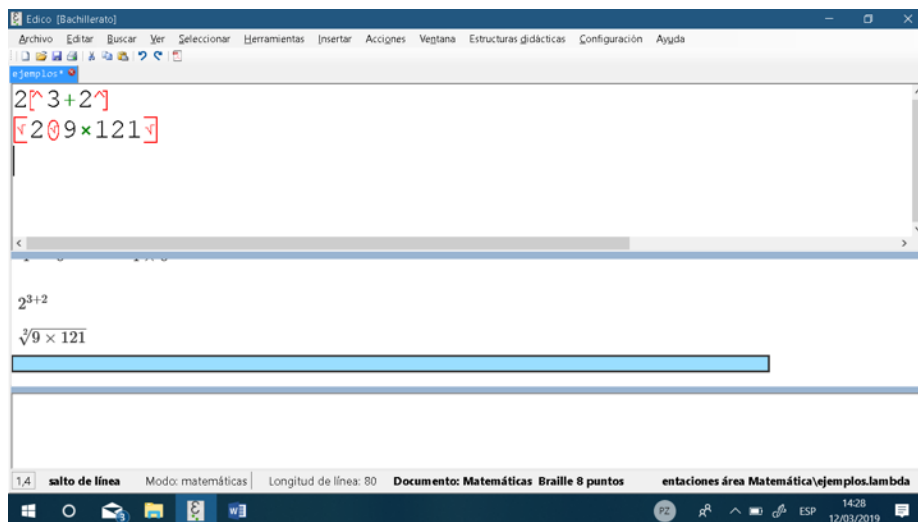 Edico [Bachillerato]
Archivo Editar Buscar Ver Seleccionar Herramientas Insertar Acciones Ventana Estructuras didácticas Configuración Ayuda
ejemplos*
2[^3+2^]
[√2(√)9×121√]
2³⁺²
²√9 × 121
1,4 salto de línea Modo: matemáticas Longitud de línea: 80 Documento: Matemáticas Braille 8 puntos entaciones área Matemática\ejemplos.lambda
PZ ESP 14:28
12/03/2019